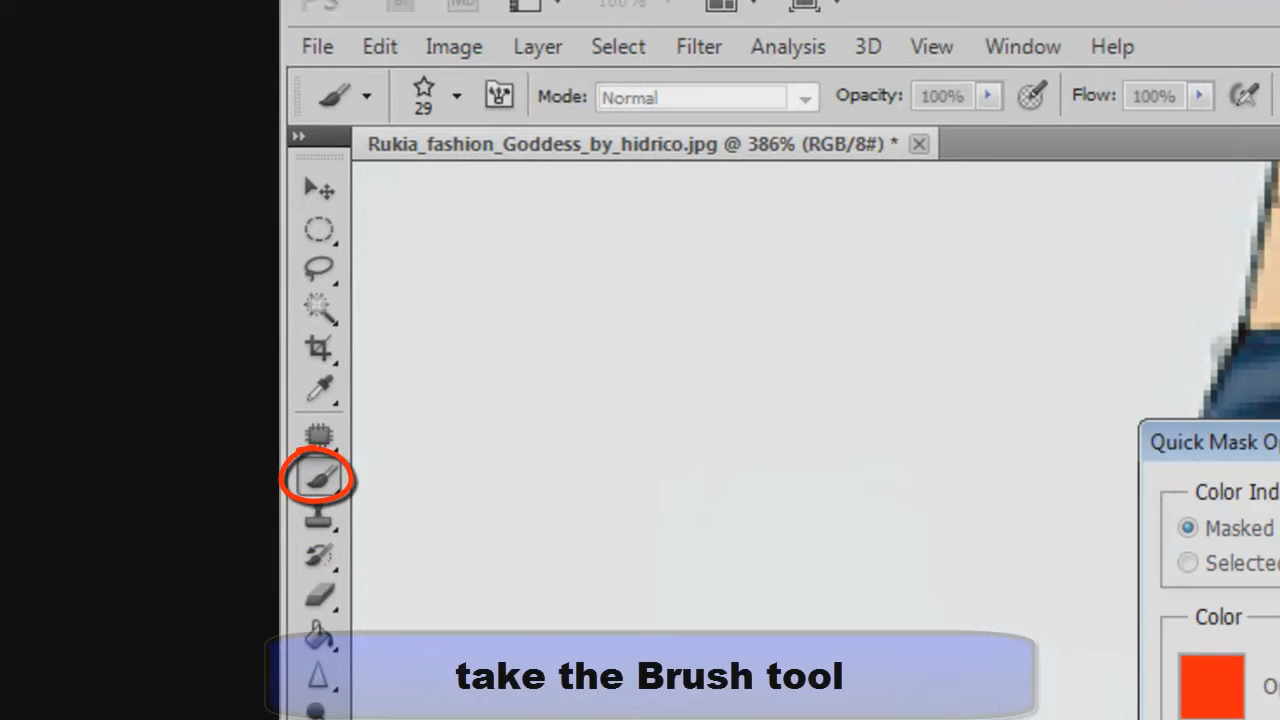 File Edit Image Layer Select Filter Analysis 3D View Window Help
29 Mode: Normal Opacity: 100% Flow: 100%
Rukia_fashion_Goddess_by_hidrico.jpg @ 386% (RGB/8#) *
Quick Mask Op
Color Ind
Masked
Selecte
Color
take the Brush tool